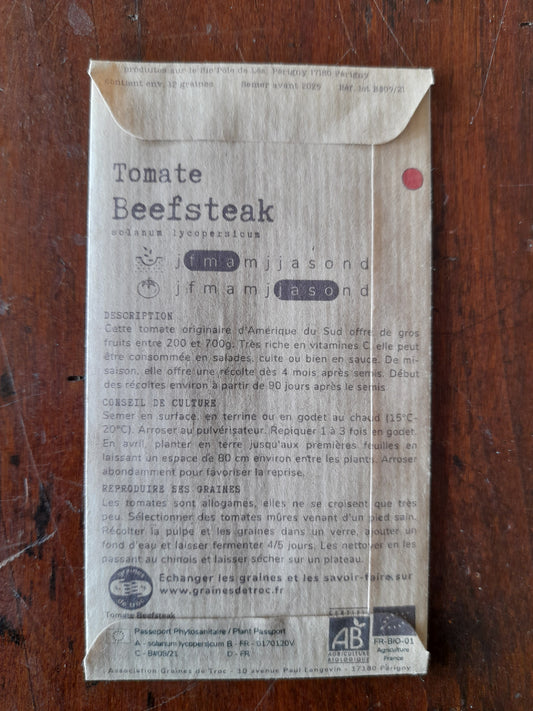 produites sur le Bio'Pole de Léa, Périgny 17180 Périgny
contient env. 12 graines Semer avant 2025 Réf. lot B#09/21
Tomate
Beefsteak
solanum lycopersicum
j f m a m j j a s o n d
j f m a m j j a s o n d
DESCRIPTION
Cette tomate originaire d'Amérique du Sud offre de gros
fruits entre 200 et 700g. Très riche en vitamines C, elle peut
être consommée en salades, cuite ou bien en sauce. De mi-
saison, elle offre une récolte dès 4 mois après semis. Début
des récoltes environ à partir de 90 jours après le semis.
CONSEIL DE CULTURE
Semer en surface, en terrine ou en godet au chaud (15°C-
20°C). Arroser au pulvérisateur. Repiquer 1 à 3 fois en godet.
En avril, planter en terre jusqu'aux premières feuilles en
laissant un espace de 80 cm environ entre les plants. Arroser
abondamment pour favoriser la reprise.
REPRODUIRE SES GRAINES
Les tomates sont allogames, elles ne se croisent que très
peu. Sélectionner des tomates mûres venant d'un pied sain.
Récolter la pulpe et les graines dans un verre, ajouter un
fond d'eau et laisser fermenter 4/5 jours. Les nettoyer en les
passant au chinois et laisser sécher sur un plateau.
graines
de troc
Échanger les graines et les savoir-faire sur
www.grainesdetroc.fr
Tomate Beefsteak
Passeport Phytosanitaire / Plant Passport
A - solanum lycopersicum B - FR - 0170120V
C - B#09/21 D - FR
CERTIFIÉ
AB
AGRICULTURE
BIOLOGIQUE
FR-BIO-01
Agriculture
France
Association Graines de Troc - 10 avenue Paul Langevin - 17180 Périgny